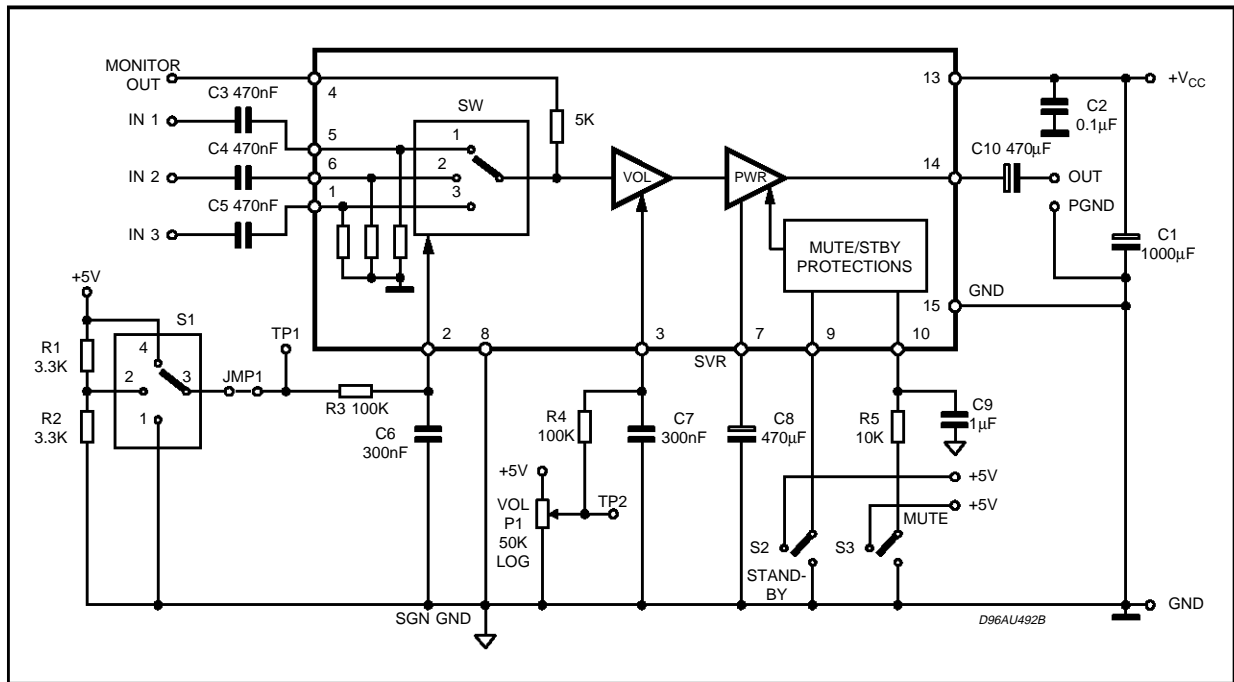 MONITOR
OUT
4
13
+VCC
C3 470nF
IN 1
5
SW
1
5K
C2
0.1μF
C4 470nF
IN 2
6
2
VOL
PWR
14
C10 470μF
OUT
1
3
C5 470nF
IN 3
PGND
C1
1000μF
MUTE/STBY
PROTECTIONS
GND
15
+5V
S1
TP1
2
8
3
SVR
7
9
10
R1
3.3K
4
2
3
JMP1
R2
3.3K
1
R3 100K
C6
300nF
R4
100K
C7
300nF
C8
470μF
R5
10K
C9
1μF
+5V
VOL
P1
50K
LOG
TP2
+5V
+5V
MUTE
S2
S3
STAND-
BY
SGN GND
D96AU492B
GND